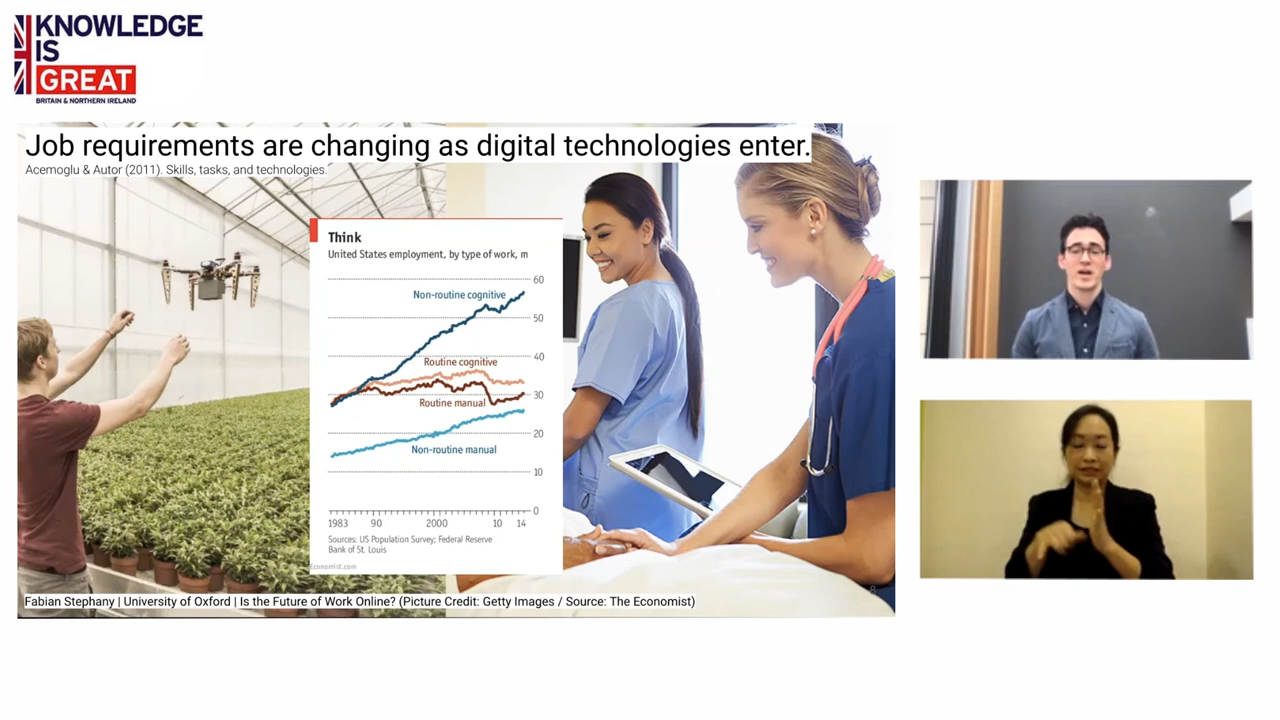 KNOWLEDGE
IS
GREAT
BRITAIN & NORTHERN IRELAND
Job requirements are changing as digital technologies enter.
Acemoglu & Autor (2011). Skills, tasks, and technologies.
Think
United States employment, by type of work, m
60
Non-routine cognitive
50
40
Routine cognitive
30
Routine manual
20
Non-routine manual
10
0
1983 90 2000 10 14
Sources: US Population Survey; Federal Reserve
Bank of St. Louis
Economist.com
8
Fabian Stephany | University of Oxford | Is the Future of Work Online? (Picture Credit: Getty Images / Source: The Economist)